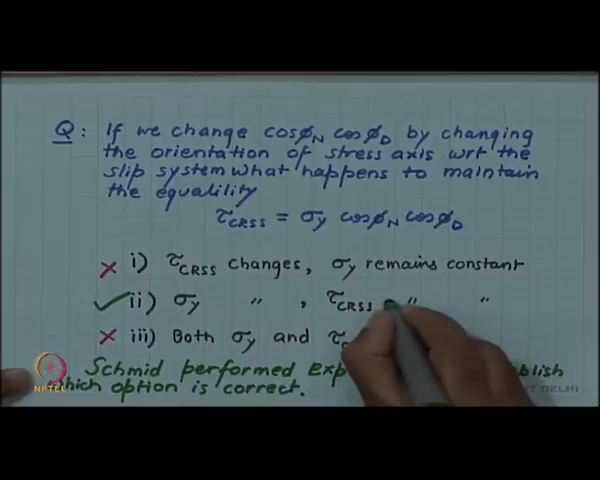 Q : If we change cosϕN cosϕD by changing
the orientation of stress axis wrt the
slip system what happens to maintain
the equalility
τCRSS = σy cosϕN cosϕD
✗ i) τCRSS changes, σy remains constant
✓ ii) σy " , τCRSS " "
✗ iii) Both σy and
Schmid performed
which option is correct.
NPTEL
DELHI